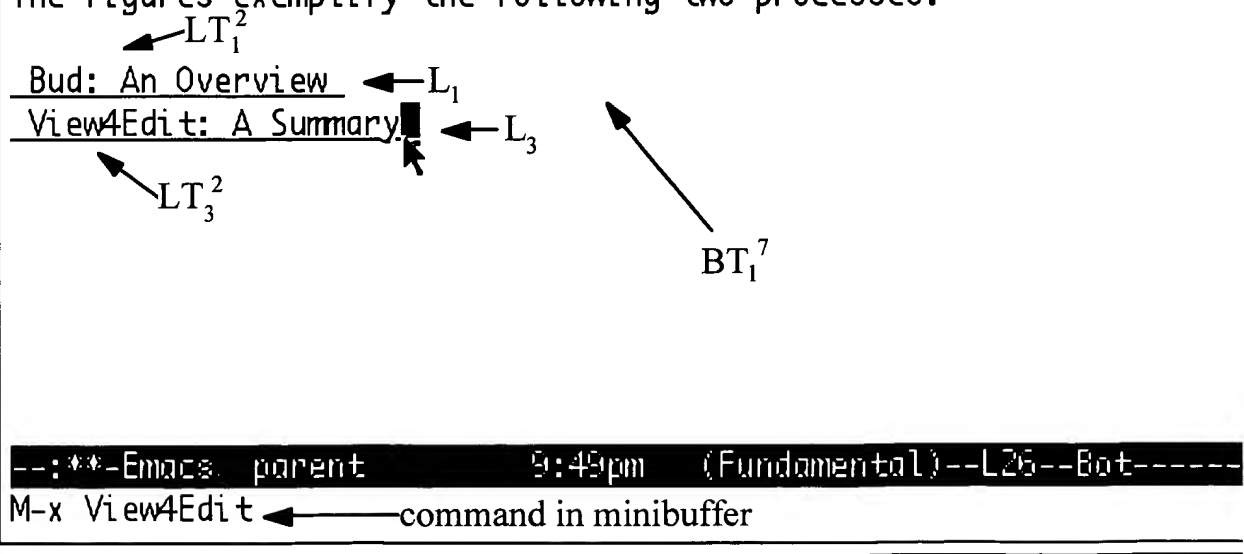 The figures exemplify the following two processes.
LT₁²
Bud: An Overview L₁
View4Edit: A Summary L₃
LT₃²
BT₁⁷
--:**-Emacs parent 9:49pm (Fundamental)--L26--Bot------
M-x View4Edit command in minibuffer